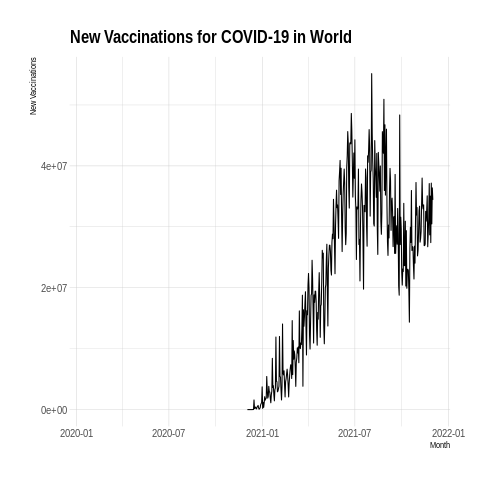 New Vaccinations for COVID-19 in World
New Vaccinations
4e+07
2e+07
0e+00
2020-01 2020-07 2021-01 2021-07 2022-01
Month